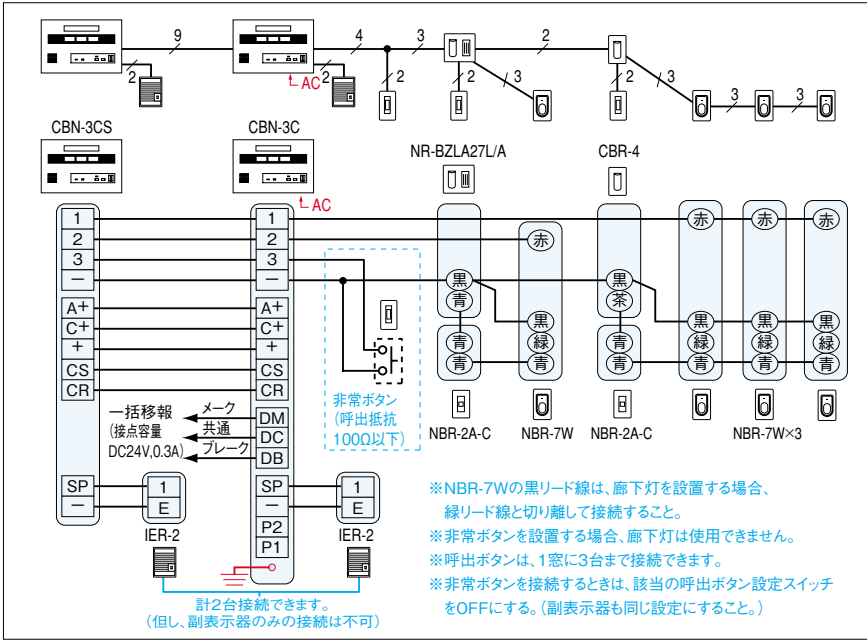 9
4
3
2
2
AC
2
2
2
3
2
3
3
3
CBN-3CS
CBN-3C
NR-BZLA27L/A
CBR-4
AC
1
2
3
ー
A+
C+
+
CS
CR
SP
ー
1
2
3
ー
A+
C+
+
CS
CR
DM
DC
DB
SP
ー
P2
P1
赤
赤
赤
赤
黒
青
青
青
黒
緑
青
黒
茶
青
青
黒
緑
青
黒
緑
青
黒
緑
青
一括移報
(接点容量
DC24V,0.3A)
メーク
共通
ブレーク
非常ボタン
(呼出抵抗
100Ω以下)
NBR-2A-C
NBR-7W
NBR-2A-C
NBR-7W×3
1
E
IER-2
1
E
IER-2
計2台接続できます。
(但し、副表示器のみの接続は不可)
※NBR-7Wの黒リード線は、廊下灯を設置する場合、
緑リード線と切り離して接続すること。
※非常ボタンを設置する場合、廊下灯は使用できません。
※呼出ボタンは、1窓に3台まで接続できます。
※非常ボタンを接続するときは、該当の呼出ボタン設定スイッチ
をOFFにする。(副表示器も同じ設定にすること。)